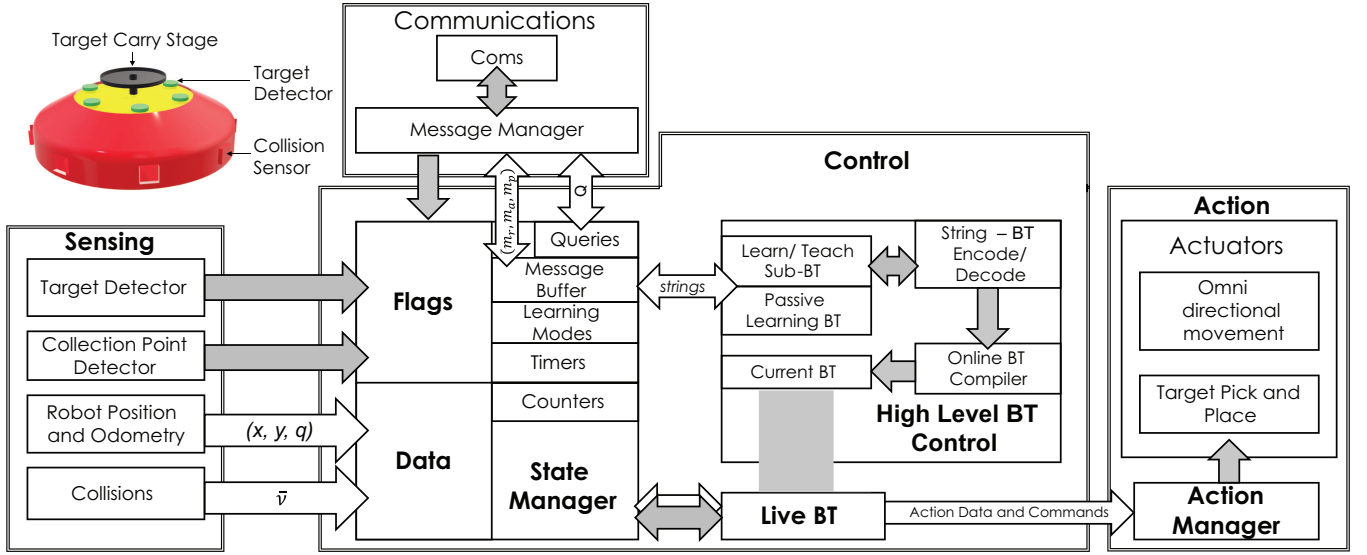 Target Carry Stage
Target
Detector
Collision
Sensor
Communications
Coms
Message Manager
(m_r, m_a, m_p)
Q
Control
Sensing
Target Detector
Collection Point
Detector
Robot Position
and Odometry
Collisions
(x, y, q)
ν̄
Flags
Data
Queries
Message
Buffer
Learning
Modes
Timers
Counters
State
Manager
strings
Learn/ Teach
Sub-BT
Passive
Learning BT
String – BT
Encode/
Decode
Current BT
Online BT
Compiler
High Level BT
Control
Live BT
Action Data and Commands
Action
Actuators
Omni
directional
movement
Target Pick and
Place
Action
Manager